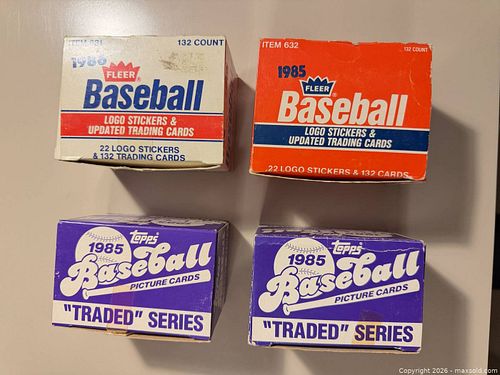 ITEM 631
132 COUNT
1986
FLEER
Baseball
LOGO STICKERS &
UPDATED TRADING CARDS
22 LOGO STICKERS
& 132 TRADING CARDS
ITEM 632
132 COUNT
1985
FLEER
Baseball
LOGO STICKERS &
UPDATED TRADING CARDS
22 LOGO STICKERS & 132 CARDS
topps
1985
Baseball
PICTURE CARDS
"TRADED" SERIES
topps
1985
Baseball
PICTURE CARDS
"TRADED" SERIES
Copyright 2026 - maxsold.com